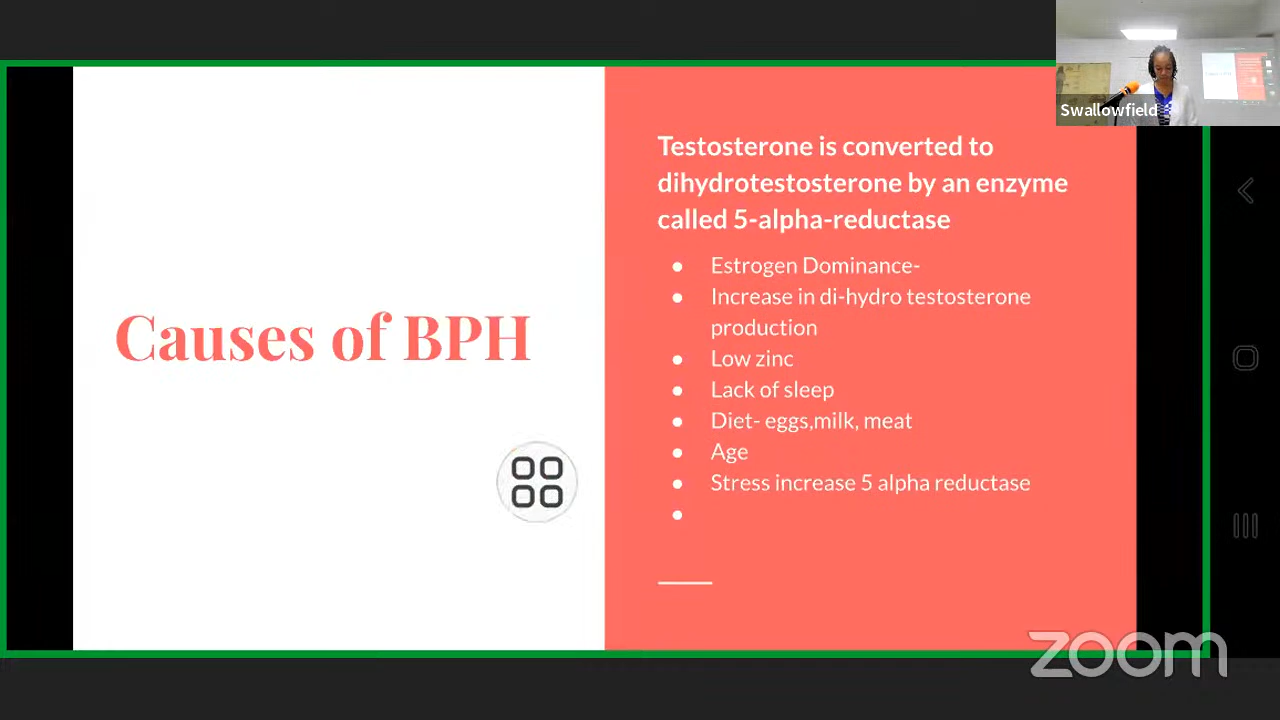 Swallowfield
Testosterone is converted to
dihydrotestosterone by an enzyme
called 5-alpha-reductase
● Estrogen Dominance-
● Increase in di-hydro testosterone
production
● Low zinc
● Lack of sleep
● Diet- eggs,milk, meat
● Age
● Stress increase 5 alpha reductase
●
Causes of BPH
zoom